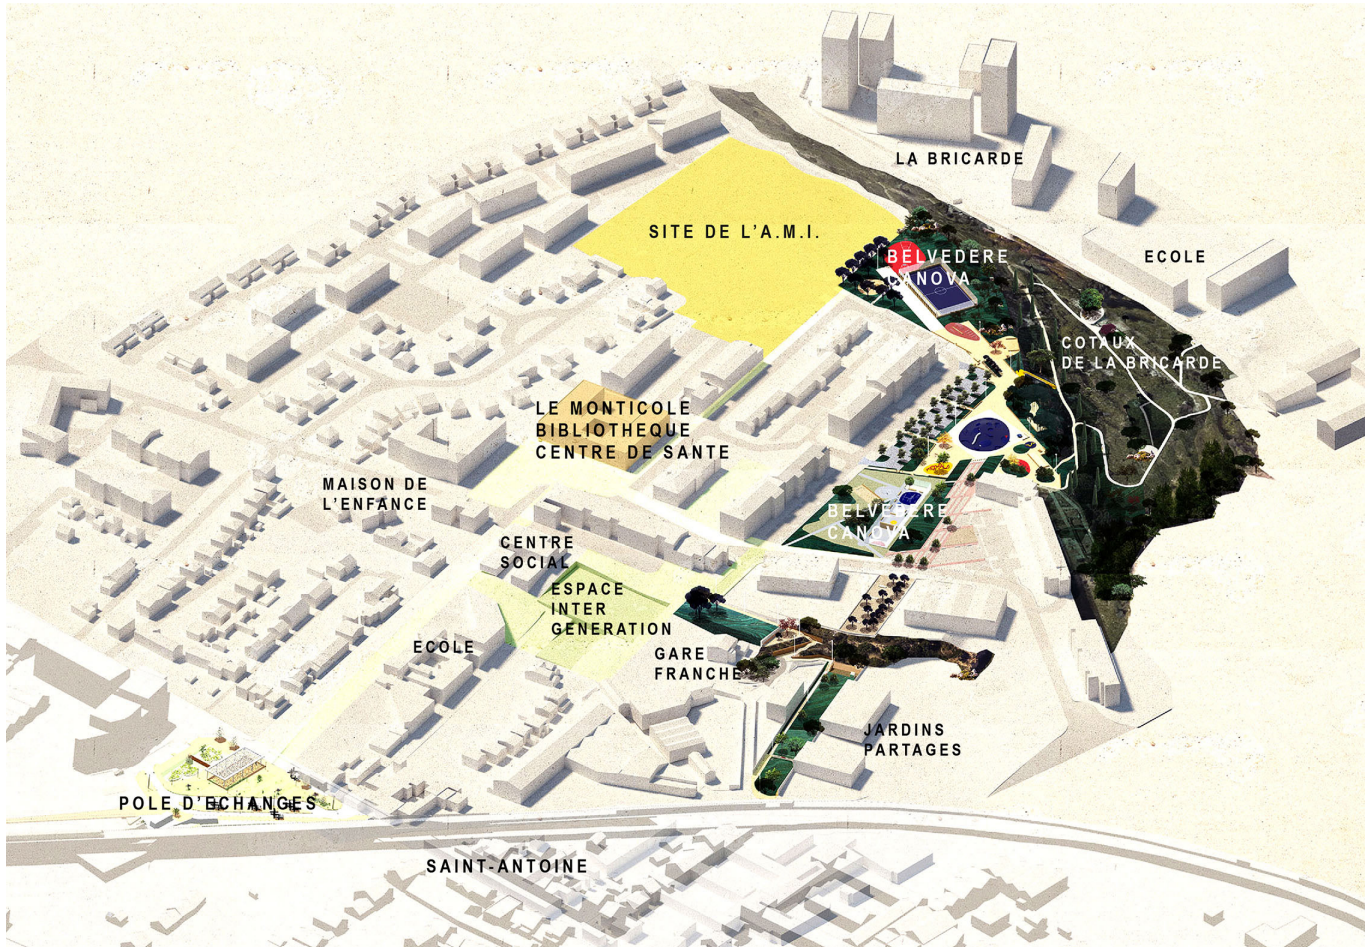 LA BRICARDE
SITE DE L'A.M.I.
BELVEDERE
CANOVA
ECOLE
COTAUX
DE LA BRICARDE
LE MONTICOLE
BIBLIOTHEQUE
CENTRE DE SANTE
MAISON DE
L'ENFANCE
BELVEDERE
CANOVA
CENTRE
SOCIAL
ESPACE
INTER
GENERATION
ECOLE
GARE
FRANCHE
JARDINS
PARTAGES
POLE D'ECHANGES
SAINT-ANTOINE